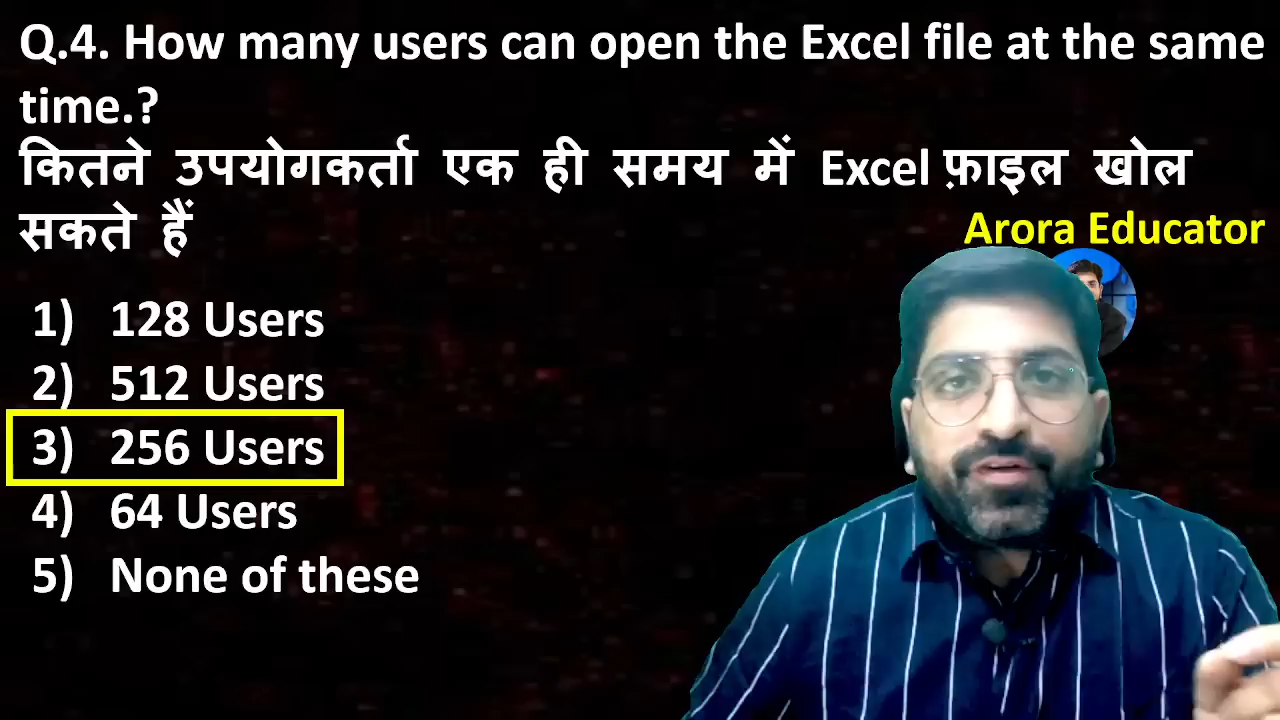 Q.4. How many users can open the Excel file at the same
time.?
कितने उपयोगकर्ता एक ही समय में Excel फ़ाइल खोल
सकते हैं
Arora Educator
1) 128 Users
2) 512 Users
3) 256 Users
4) 64 Users
5) None of these